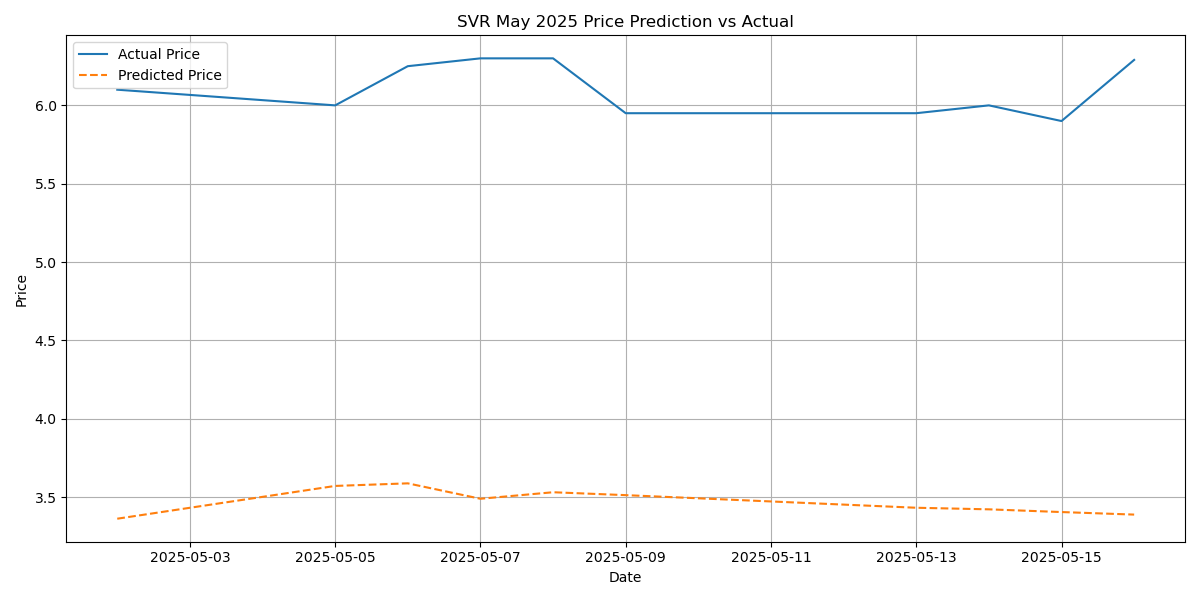 SVR May 2025 Price Prediction vs Actual
Actual Price
Predicted Price
6.0
5.5
5.0
4.5
4.0
3.5
Price
2025-05-03
2025-05-05
2025-05-07
2025-05-09
2025-05-11
2025-05-13
2025-05-15
Date